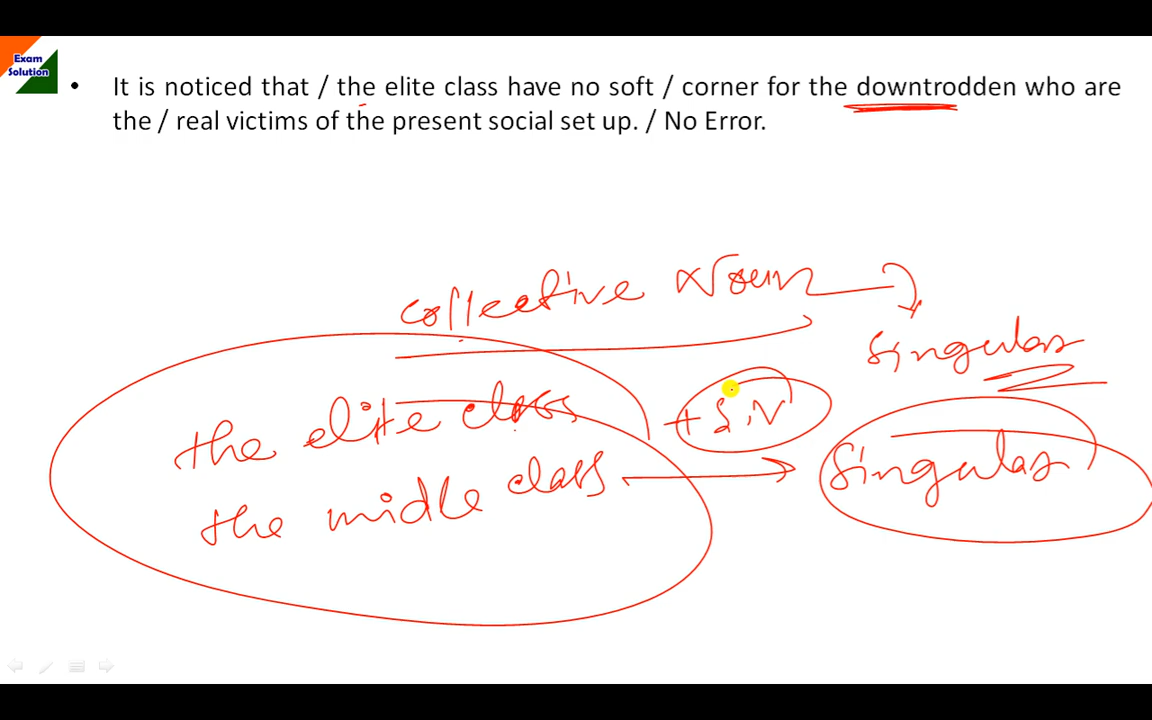 Exam
Solution
• It is noticed that / the elite class have no soft / corner for the downtrodden who are
the / real victims of the present social set up. / No Error.
collective Noun
Singular
the elite class + S.V
the midle class → Singular